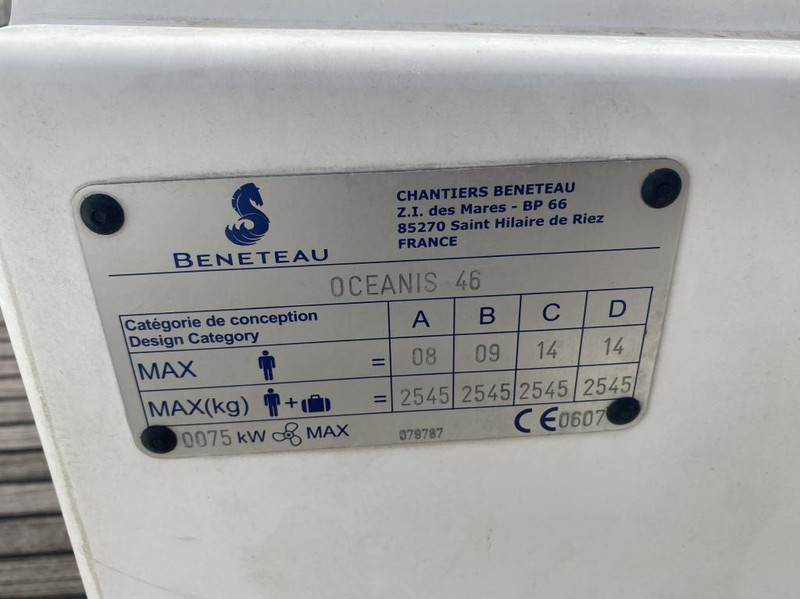 BENETEAU
CHANTIERS BENETEAU
Z.I. des Mares - BP 66
85270 Saint Hilaire de Riez
FRANCE
OCEANIS 46
Catégorie de conception
Design Category
A B C D
MAX = 08 09 14 14
MAX(kg) + = 2545 2545 2545 2545
0075 kW MAX 079787 CE0607